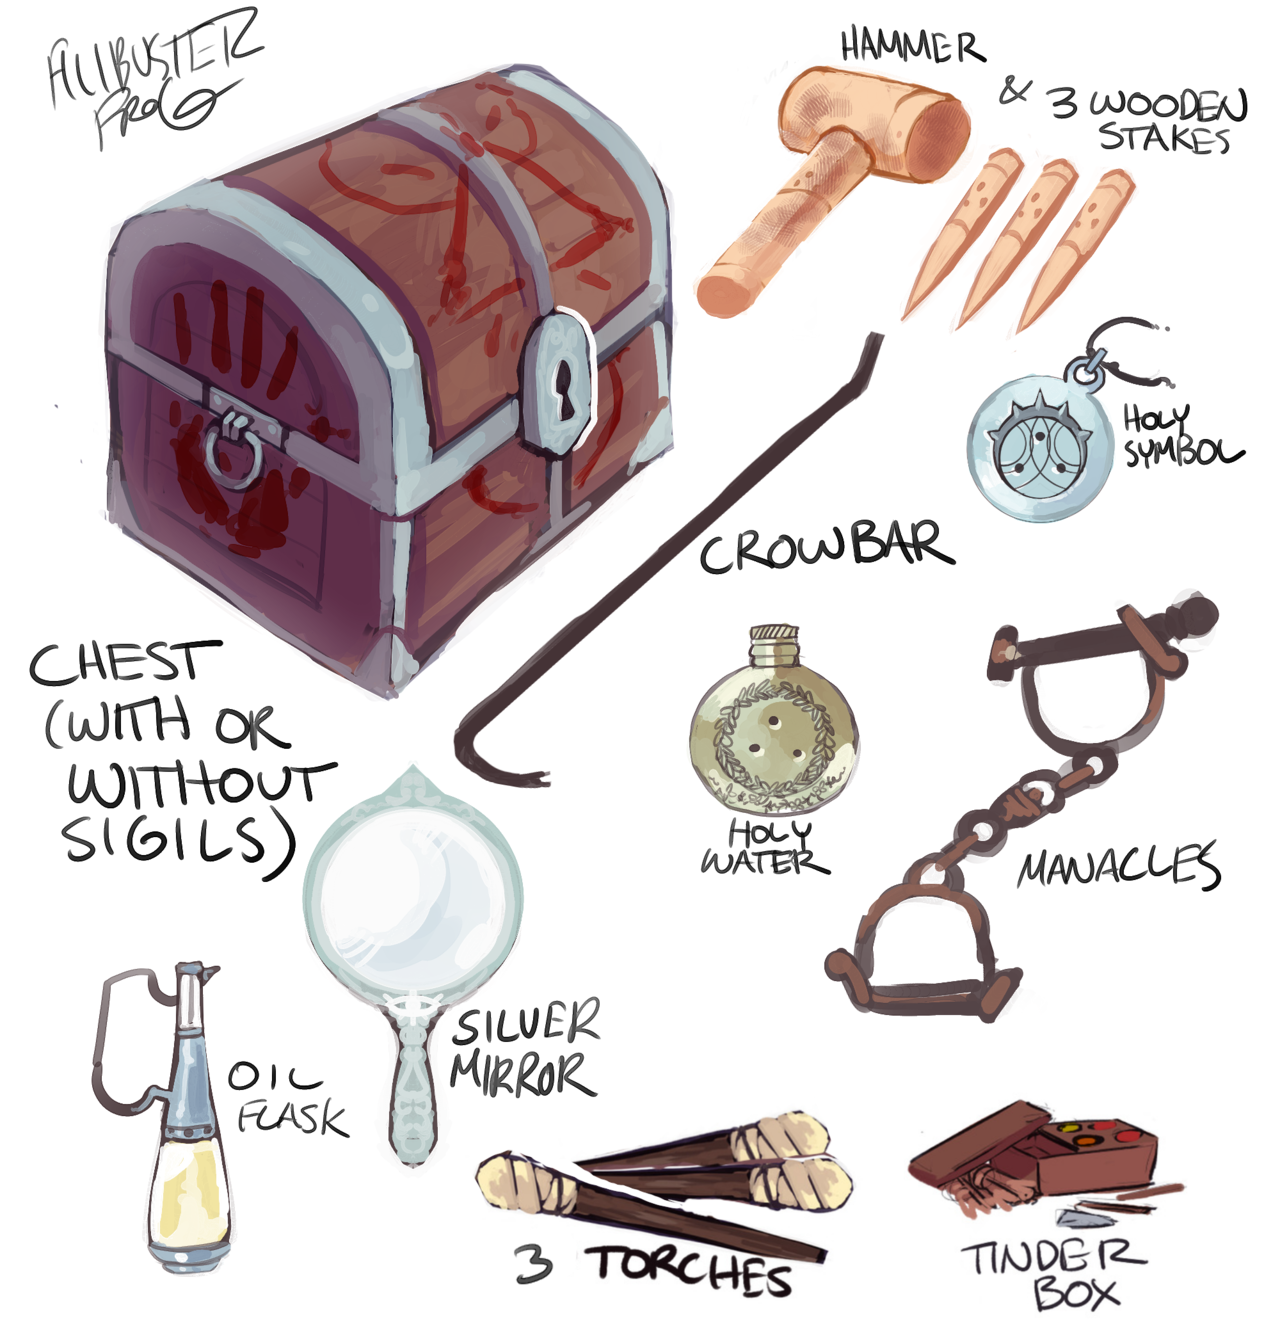 FILIBUSTER
FROG
HAMMER
& 3 WOODEN
STAKES
HOLY
SYMBOL
CROWBAR
CHEST
(WITH OR
WITHOUT
SIGILS)
HOLY
WATER
MANACLES
SILVER
MIRROR
OIL
FLASK
3 TORCHES
TINDER
BOX